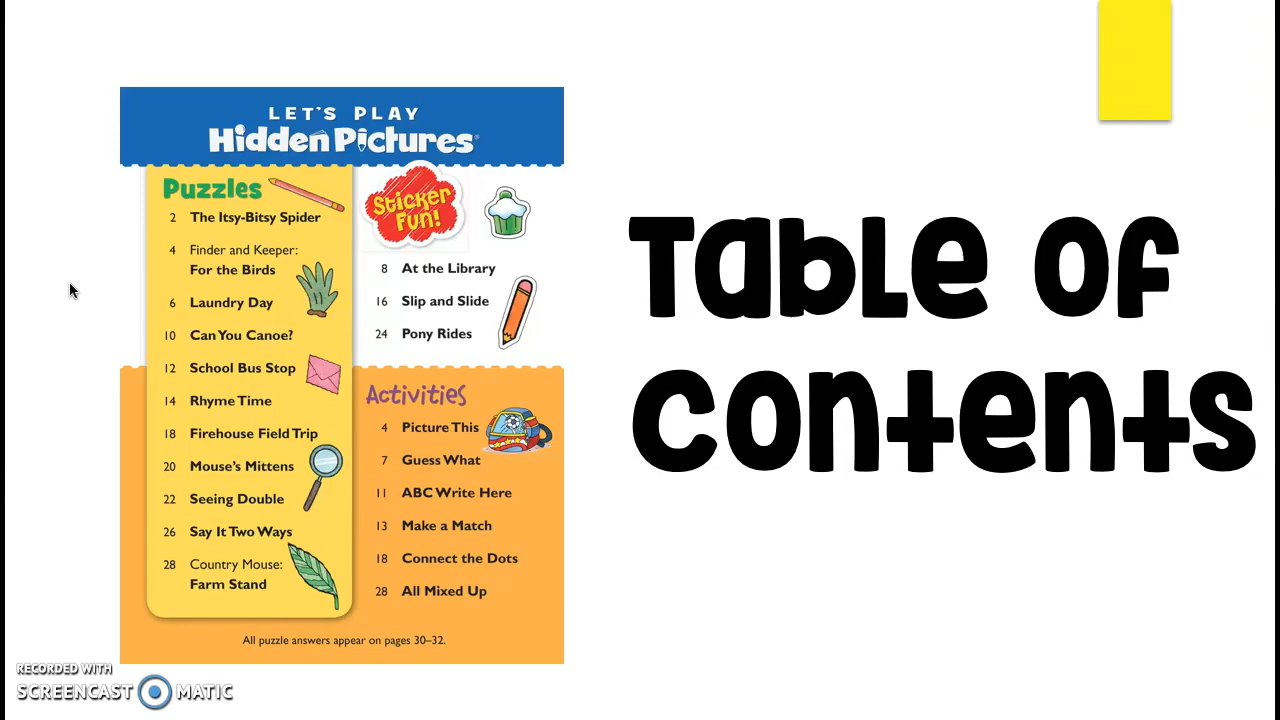 LET'S PLAY
Hidden Pictures®
Puzzles
2 The Itsy-Bitsy Spider
4 Finder and Keeper:
For the Birds
6 Laundry Day
10 Can You Canoe?
12 School Bus Stop
14 Rhyme Time
18 Firehouse Field Trip
20 Mouse's Mittens
22 Seeing Double
26 Say It Two Ways
28 Country Mouse:
Farm Stand
Sticker
Fun!
8 At the Library
16 Slip and Slide
24 Pony Rides
Activities
4 Picture This
7 Guess What
11 ABC Write Here
13 Make a Match
18 Connect the Dots
28 All Mixed Up
All puzzle answers appear on pages 30–32.
Table of
Contents
RECORDED WITH
SCREENCAST MATIC